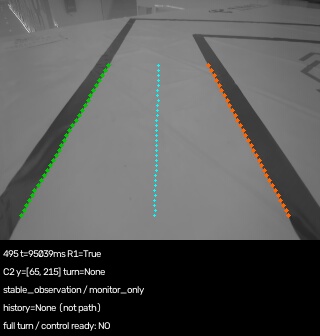 495 t=95039ms R1=True
C2 y=[65, 215] turn=None
stable_observation / monitor_only
history=None (not path)
full turn / control ready: NO